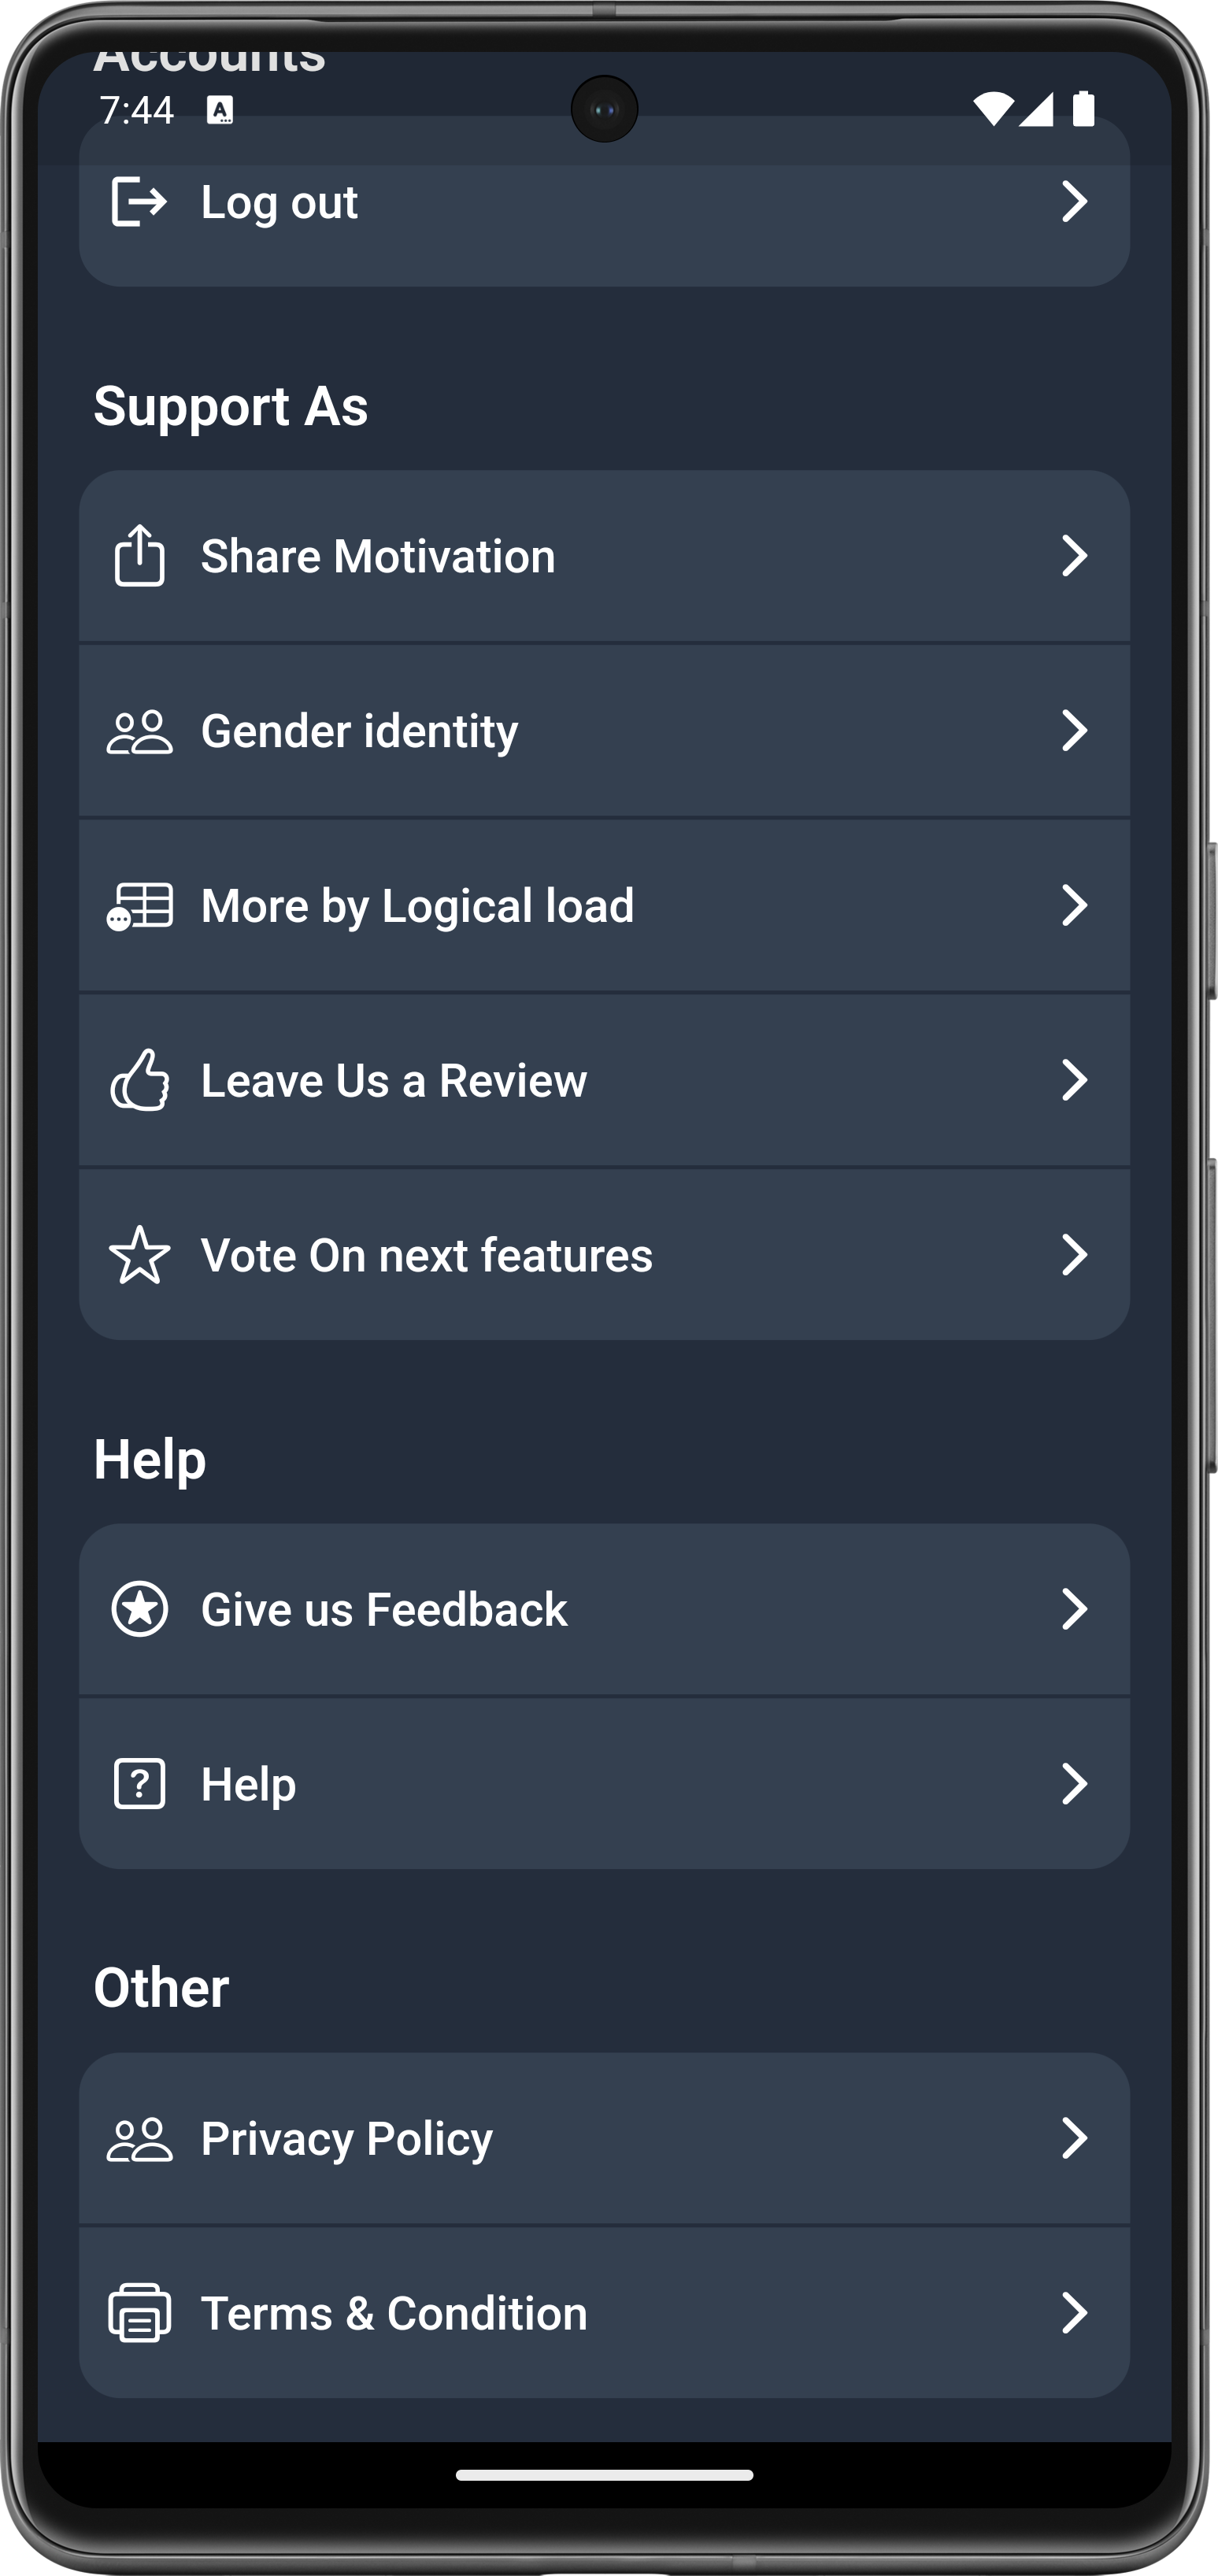 Accounts
7:44
Log out
Support As
Share Motivation
Gender identity
More by Logical load
Leave Us a Review
Vote On next features
Help
Give us Feedback
Help
Other
Privacy Policy
Terms & Condition